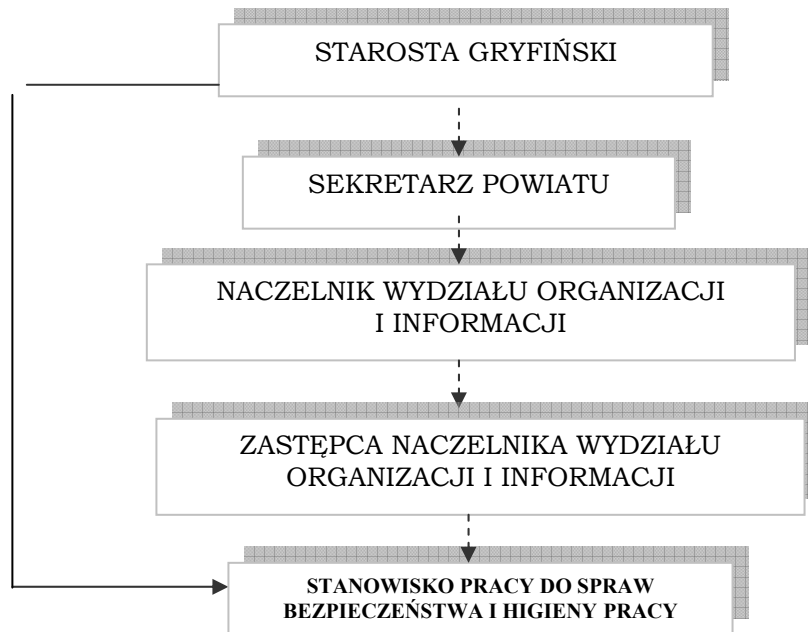 STAROSTA GRYFIŃSKI
SEKRETARZ POWIATU
NACZELNIK WYDZIAŁU ORGANIZACJI
I INFORMACJI
ZASTĘPCA NACZELNIKA WYDZIAŁU
ORGANIZACJI I INFORMACJI
STANOWISKO PRACY DO SPRAW
BEZPIECZEŃSTWA I HIGIENY PRACY